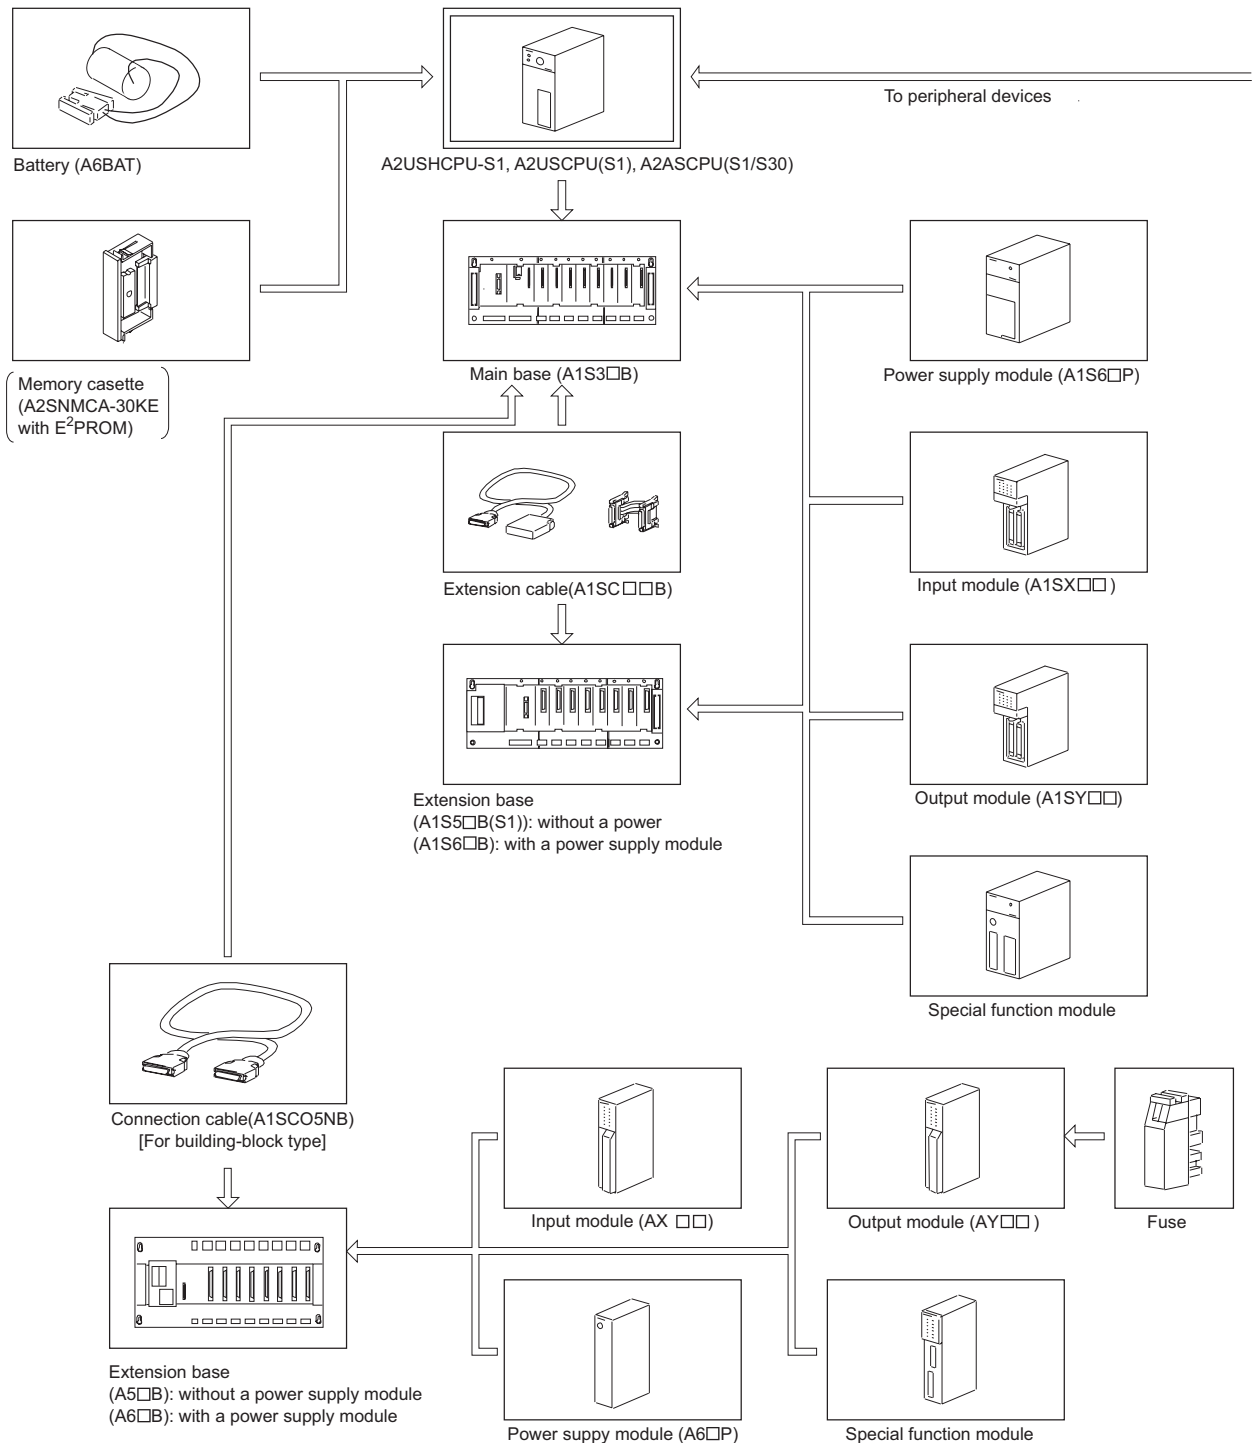 To peripheral devices
Battery (A6BAT)
A2USHCPU-S1, A2USCPU(S1), A2ASCPU(S1/S30)
Memory casette
(A2SNMCA-30KE
with E²PROM)
Main base (A1S3□B)
Power supply module (A1S6□P)
Extension cable(A1SC□□B)
Input module (A1SX□□ )
Extension base
(A1S5□B(S1)): without a power
(A1S6□B): with a power supply module
Output module (A1SY□□)
Special function module
Connection cable(A1SCO5NB)
[For building-block type]
Input module (AX □□)
Output module (AY□□ )
Fuse
Extension base
(A5□B): without a power supply module
(A6□B): with a power supply module
Power suppy module (A6□P)
Special function module